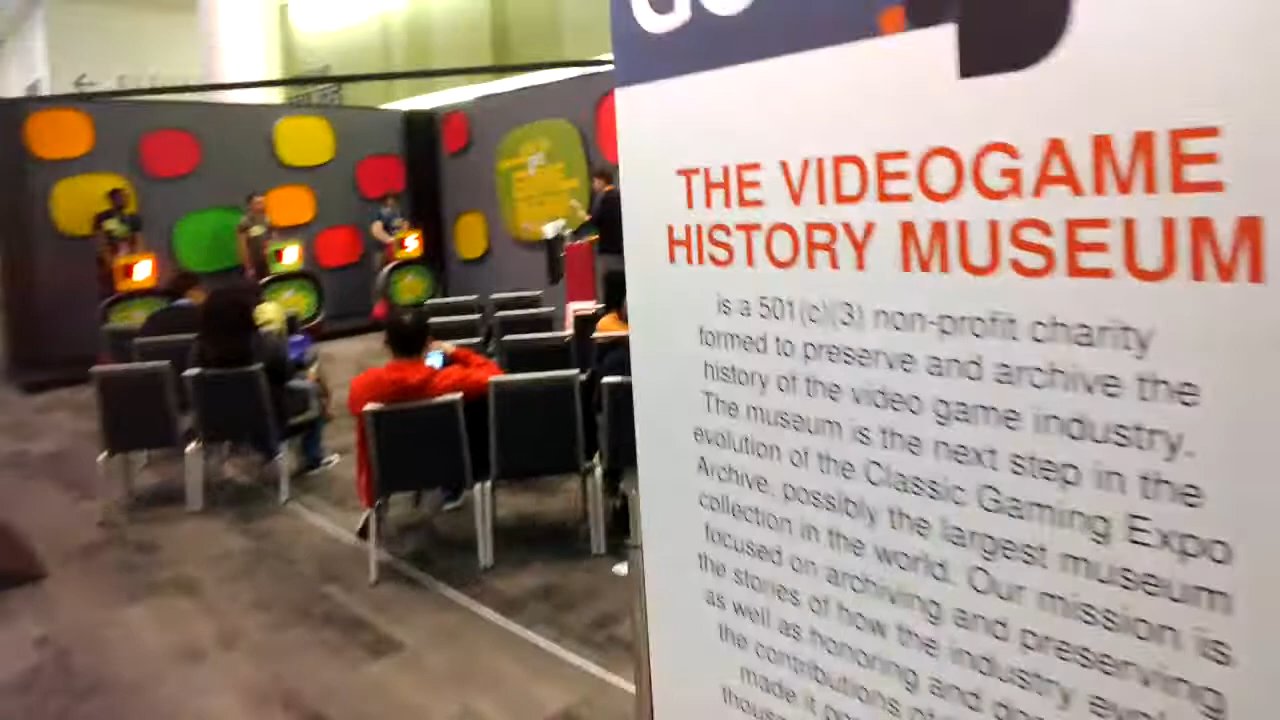 THE VIDEOGAME
HISTORY MUSEUM
is a 501(c)(3) non-profit charity
formed to preserve and archive the
history of the video game industry.
The museum is the next step in the
evolution of the Classic Gaming Expo
Archive, possibly the largest museum
collection in the world. Our mission is
focused on archiving and preserving
the stories of how the industry
as well as honoring and
the contributions
made it